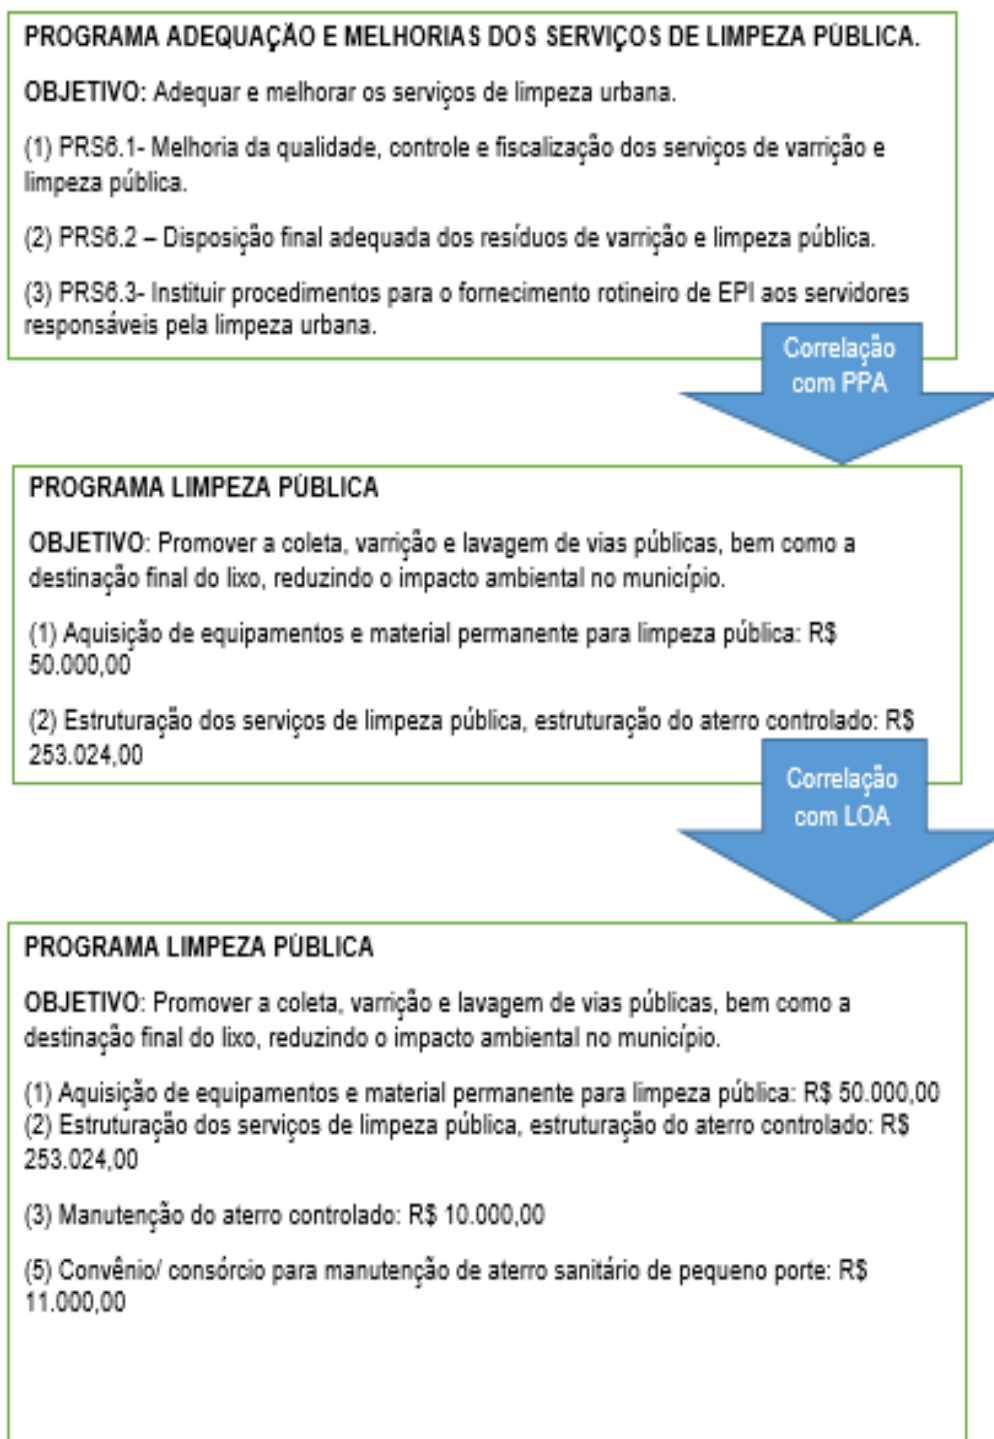 PROGRAMA ADEQUAÇÃO E MELHORIAS DOS SERVIÇOS DE LIMPEZA PÚBLICA.
OBJETIVO: Adequar e melhorar os serviços de limpeza urbana.
(1) PRS6.1- Melhoria da qualidade, controle e fiscalização dos serviços de varrição e
limpeza pública.
(2) PRS6.2 – Disposição final adequada dos resíduos de varrição e limpeza pública.
(3) PRS6.3- Instituir procedimentos para o fornecimento rotineiro de EPI aos servidores
responsáveis pela limpeza urbana.
Correlação
com PPA
PROGRAMA LIMPEZA PÚBLICA
OBJETIVO: Promover a coleta, varrição e lavagem de vias públicas, bem como a
destinação final do lixo, reduzindo o impacto ambiental no município.
(1) Aquisição de equipamentos e material permanente para limpeza pública: R$
50.000,00
(2) Estruturação dos serviços de limpeza pública, estruturação do aterro controlado: R$
253.024,00
Correlação
com LOA
PROGRAMA LIMPEZA PÚBLICA
OBJETIVO: Promover a coleta, varrição e lavagem de vias públicas, bem como a
destinação final do lixo, reduzindo o impacto ambiental no município.
(1) Aquisição de equipamentos e material permanente para limpeza pública: R$ 50.000,00
(2) Estruturação dos serviços de limpeza pública, estruturação do aterro controlado: R$
253.024,00
(3) Manutenção do aterro controlado: R$ 10.000,00
(5) Convênio/ consórcio para manutenção de aterro sanitário de pequeno porte: R$
11.000,00